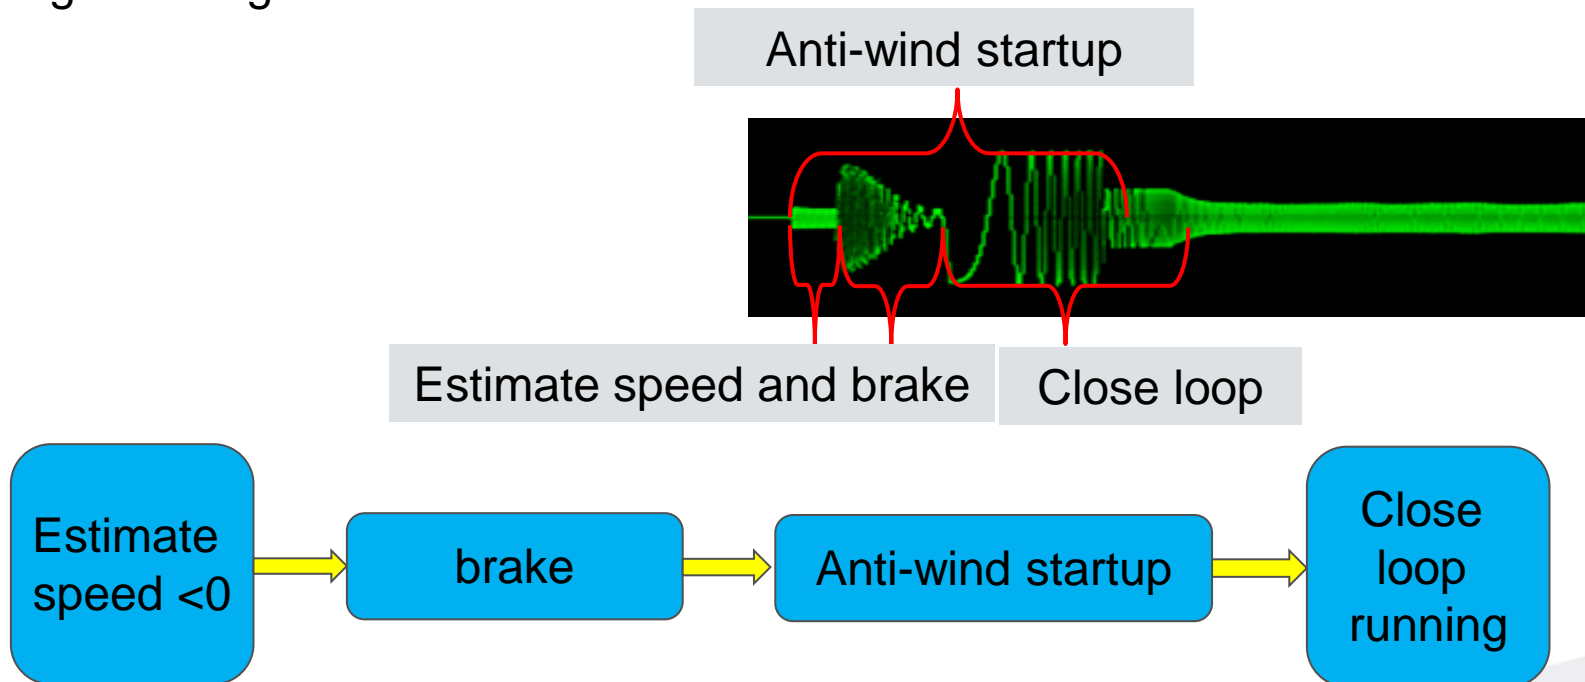 Anti-wind startup
Estimate speed and brake
Close loop
Estimate
speed <0
brake
Anti-wind startup
Close
loop
running